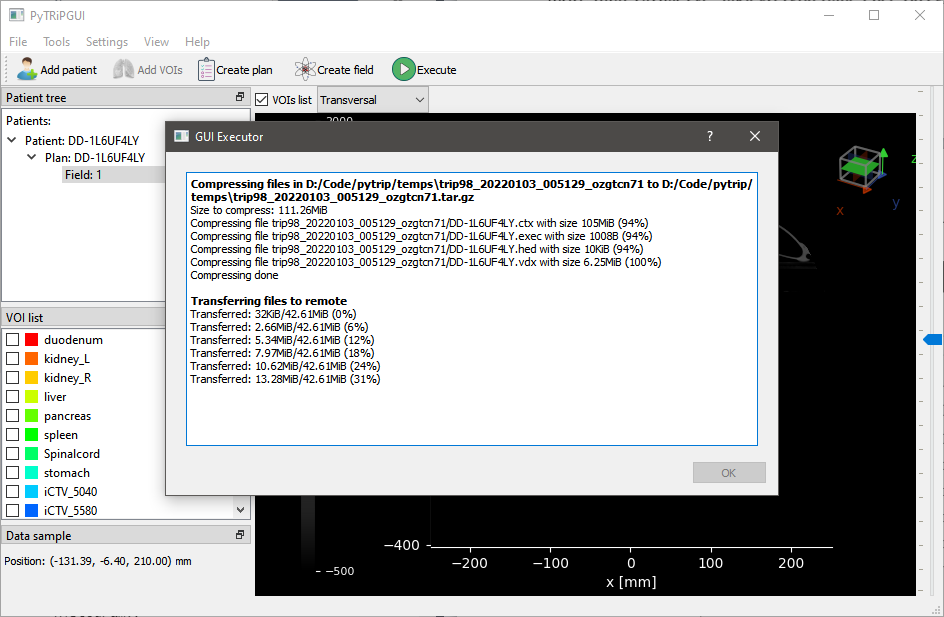 PyTRiPGUI
File Tools Settings View Help
Add patient Add VOIs Create plan Create field Execute
Patient tree
VOIs list Transversal
Patients:
Patient: DD-1L6UF4LY
Plan: DD-1L6UF4LY
Field: 1
GUI Executor
?
Compressing files in D:/Code/pytrip/temps\trip98_20220103_005129_ozgtcn71 to D:/Code/pytrip/
temps\trip98_20220103_005129_ozgtcn71.tar.gz
Size to compress: 111.26MiB
Compressing file trip98_20220103_005129_ozgtcn71/DD-1L6UF4LY.ctx with size 105MiB (94%)
Compressing file trip98_20220103_005129_ozgtcn71/DD-1L6UF4LY.exec with size 1008B (94%)
Compressing file trip98_20220103_005129_ozgtcn71/DD-1L6UF4LY.hed with size 10KiB (94%)
Compressing file trip98_20220103_005129_ozgtcn71/DD-1L6UF4LY.vdx with size 6.25MiB (100%)
Compressing done
Transferring files to remote
Transferred: 32KiB/42.61MiB (0%)
Transferred: 2.66MiB/42.61MiB (6%)
Transferred: 5.34MiB/42.61MiB (12%)
Transferred: 7.97MiB/42.61MiB (18%)
Transferred: 10.62MiB/42.61MiB (24%)
Transferred: 13.28MiB/42.61MiB (31%)
OK
z
x
y
VOI list
duodenum
kidney_L
kidney_R
liver
pancreas
spleen
Spinalcord
stomach
iCTV_5040
iCTV_5580
Data sample
Position: (-131.39, -6.40, 210.00) mm
−400
−500
−200 −100 0 100 200
x [mm]